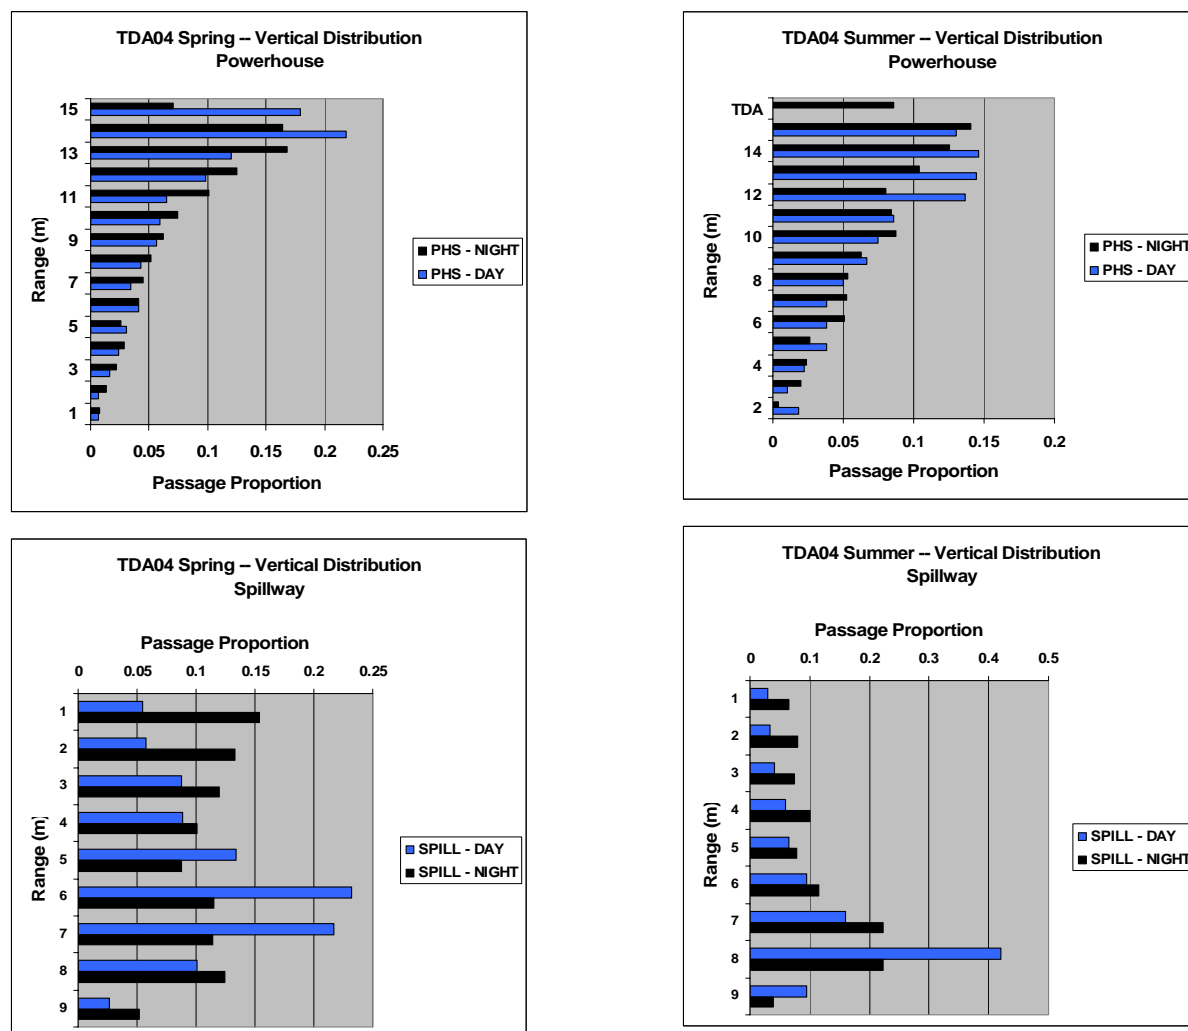 TDA04 Spring -- Vertical Distribution
Powerhouse
Range (m)
15
13
11
9
7
5
3
1
0 0.05 0.1 0.15 0.2 0.25
Passage Proportion
PHS - NIGHT
PHS - DAY
TDA04 Summer -- Vertical Distribution
Powerhouse
Range (m)
TDA
14
12
10
8
6
4
2
0 0.05 0.1 0.15 0.2
Passage Proportion
PHS - NIGHT
PHS - DAY
TDA04 Spring -- Vertical Distribution
Spillway
Passage Proportion
0 0.05 0.1 0.15 0.2 0.25
Range (m)
1
2
3
4
5
6
7
8
9
SPILL - DAY
SPILL - NIGHT
TDA04 Summer -- Vertical Distribution
Spillway
Passage Proportion
0 0.1 0.2 0.3 0.4 0.5
Range (m)
1
2
3
4
5
6
7
8
9
SPILL - DAY
SPILL - NIGHT